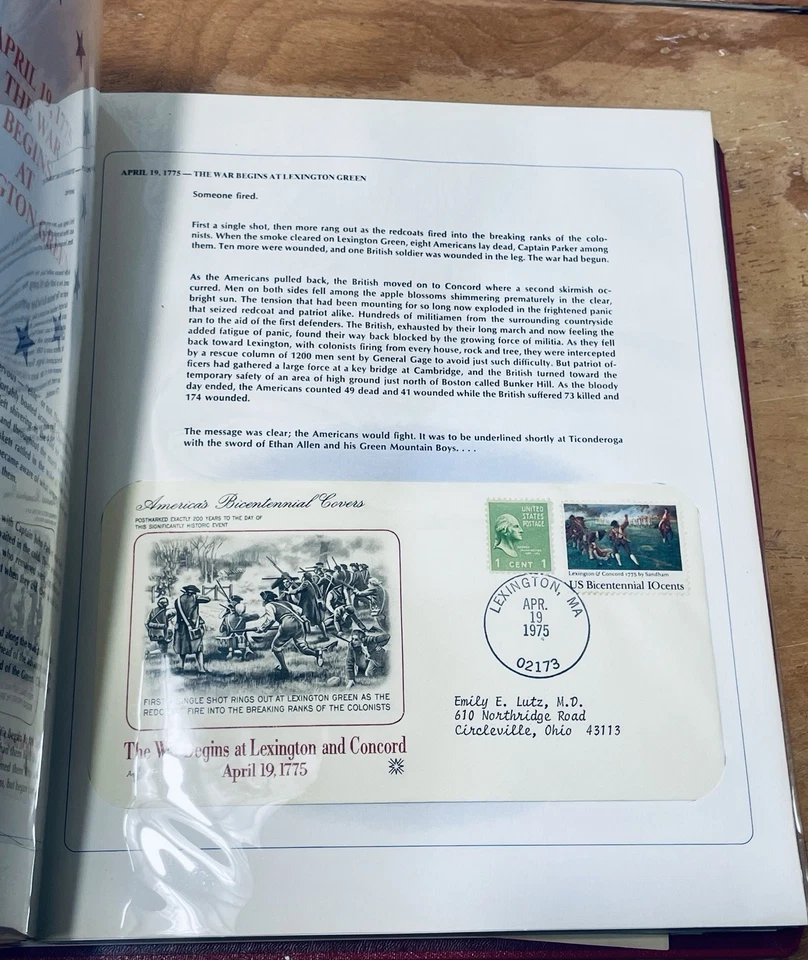 APRIL 19, 1775
THE WAR
BEGINS
AT
APRIL 19, 1775 — THE WAR BEGINS AT LEXINGTON GREEN
Someone fired.
First a single shot, then more rang out as the redcoats fired into the breaking ranks of the colo-
nists. When the smoke cleared on Lexington Green, eight Americans lay dead, Captain Parker among
them. Ten more were wounded, and one British soldier was wounded in the leg. The war had begun.
As the Americans pulled back, the British moved on to Concord where a second skirmish oc-
curred. Men on both sides fell among the apple blossoms shimmering prematurely in the clear,
bright sun. The tension that had been mounting for so long now exploded in the frightened panic
that seized redcoat and patriot alike. Hundreds of militiamen from the surrounding countryside
ran to the aid of the first defenders. The British, exhausted by their long march and now feeling the
added fatigue of panic, found their way back blocked by the growing force of militia. As they fell
back toward Lexington, with colonists firing from every house, rock and tree, they were intercepted
by a rescue column of 1200 men sent by General Gage to avoid just such difficulty. But patriot of-
ficers had gathered a large force at a key bridge at Cambridge, and the British turned toward the
temporary safety of an area of high ground just north of Boston called Bunker Hill. As the bloody
day ended, the Americans counted 49 dead and 41 wounded while the British suffered 73 killed and
174 wounded.
The message was clear; the Americans would fight. It was to be underlined shortly at Ticonderoga
with the sword of Ethan Allen and his Green Mountain Boys. . . .
America's Bicentennial Covers
POSTMARKED EXACTLY 200 YEARS TO THE DAY OF
THIS SIGNIFICANTLY HISTORIC EVENT
UNITED
STATES
POSTAGE
1 CENT 1
Lexington & Concord 1775 by Sandham
US Bicentennial 10cents
LEXINGTON, MA
APR.
19
1975
02173
FIRST SINGLE SHOT RINGS OUT AT LEXINGTON GREEN AS THE
REDCOATS FIRE INTO THE BREAKING RANKS OF THE COLONISTS
The War Begins at Lexington and Concord
April 19, 1775
Emily E. Lutz, M.D.
610 Northridge Road
Circleville, Ohio 43113